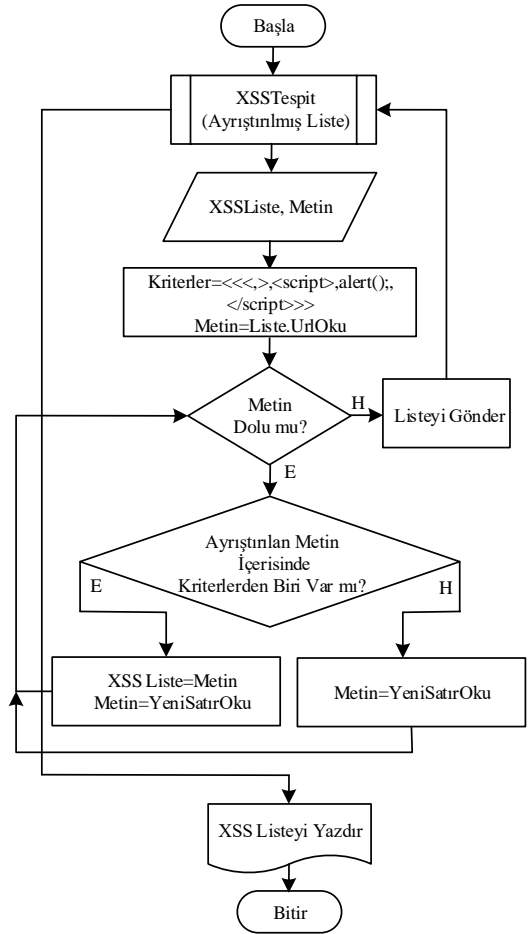 Başla
XSSTespit
(Ayrıştırılmış Liste)
XSSListe, Metin
Kriterler=<<<,>,<script>,alert();,
</script>>>
Metin=Liste.UrlOku
Metin
Dolu mu?
H
Listeyi Gönder
E
Ayrıştırılan Metin
İçerisinde
Kriterlerden Biri Var mı?
E
H
XSS Liste=Metin
Metin=YeniSatırOku
Metin=YeniSatırOku
XSS Listeyi Yazdır
Bitir